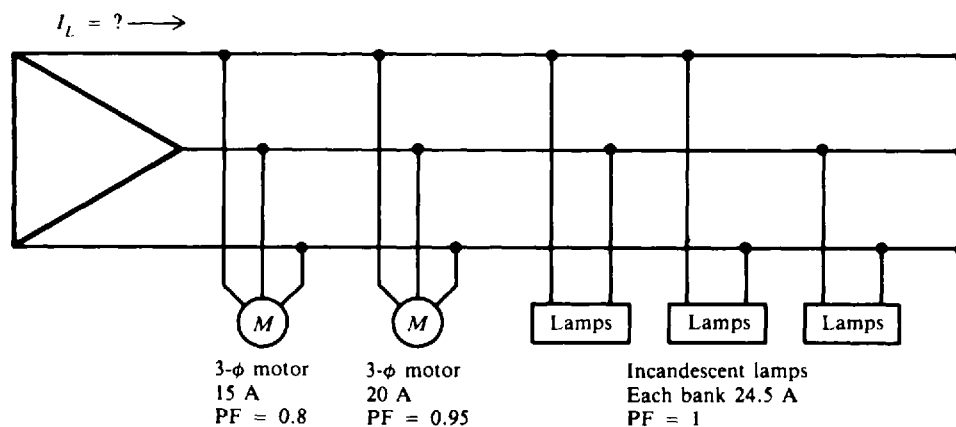 I_L = ?
M
M
Lamps
Lamps
Lamps
3-ϕ motor
15 A
PF = 0.8
3-ϕ motor
20 A
PF = 0.95
Incandescent lamps
Each bank 24.5 A
PF = 1